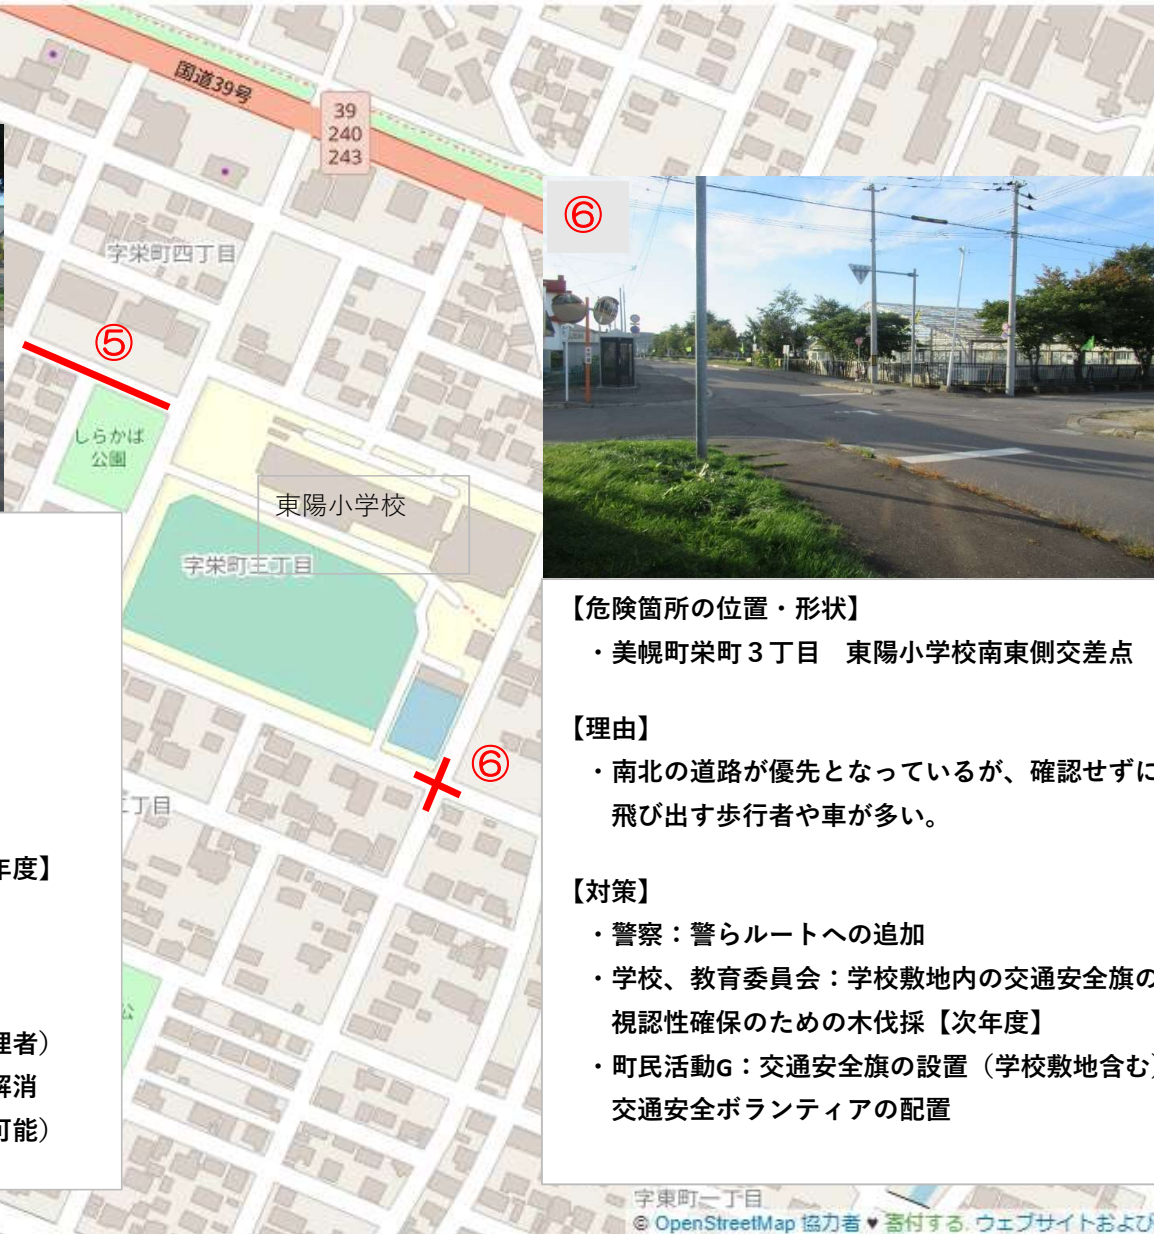 国道39号
39
240
243
字栄町四丁目
⑤
しらかば
公園
東陽小学校
字栄町三丁目
⑥
丁目
年度】
理者）
解消
可能）
公
⑥
【危険箇所の位置・形状】
・美幌町栄町３丁目　東陽小学校南東側交差点
【理由】
・南北の道路が優先となっているが、確認せずに
飛び出す歩行者や車が多い。
【対策】
・警察：警らルートへの追加
・学校、教育委員会：学校敷地内の交通安全旗の
視認性確保のための木伐採【次年度】
・町民活動G：交通安全旗の設置（学校敷地含む）
交通安全ボランティアの配置
字東町一丁目
© OpenStreetMap 協力者 ♥ 寄付する. ウェブサイトおよび